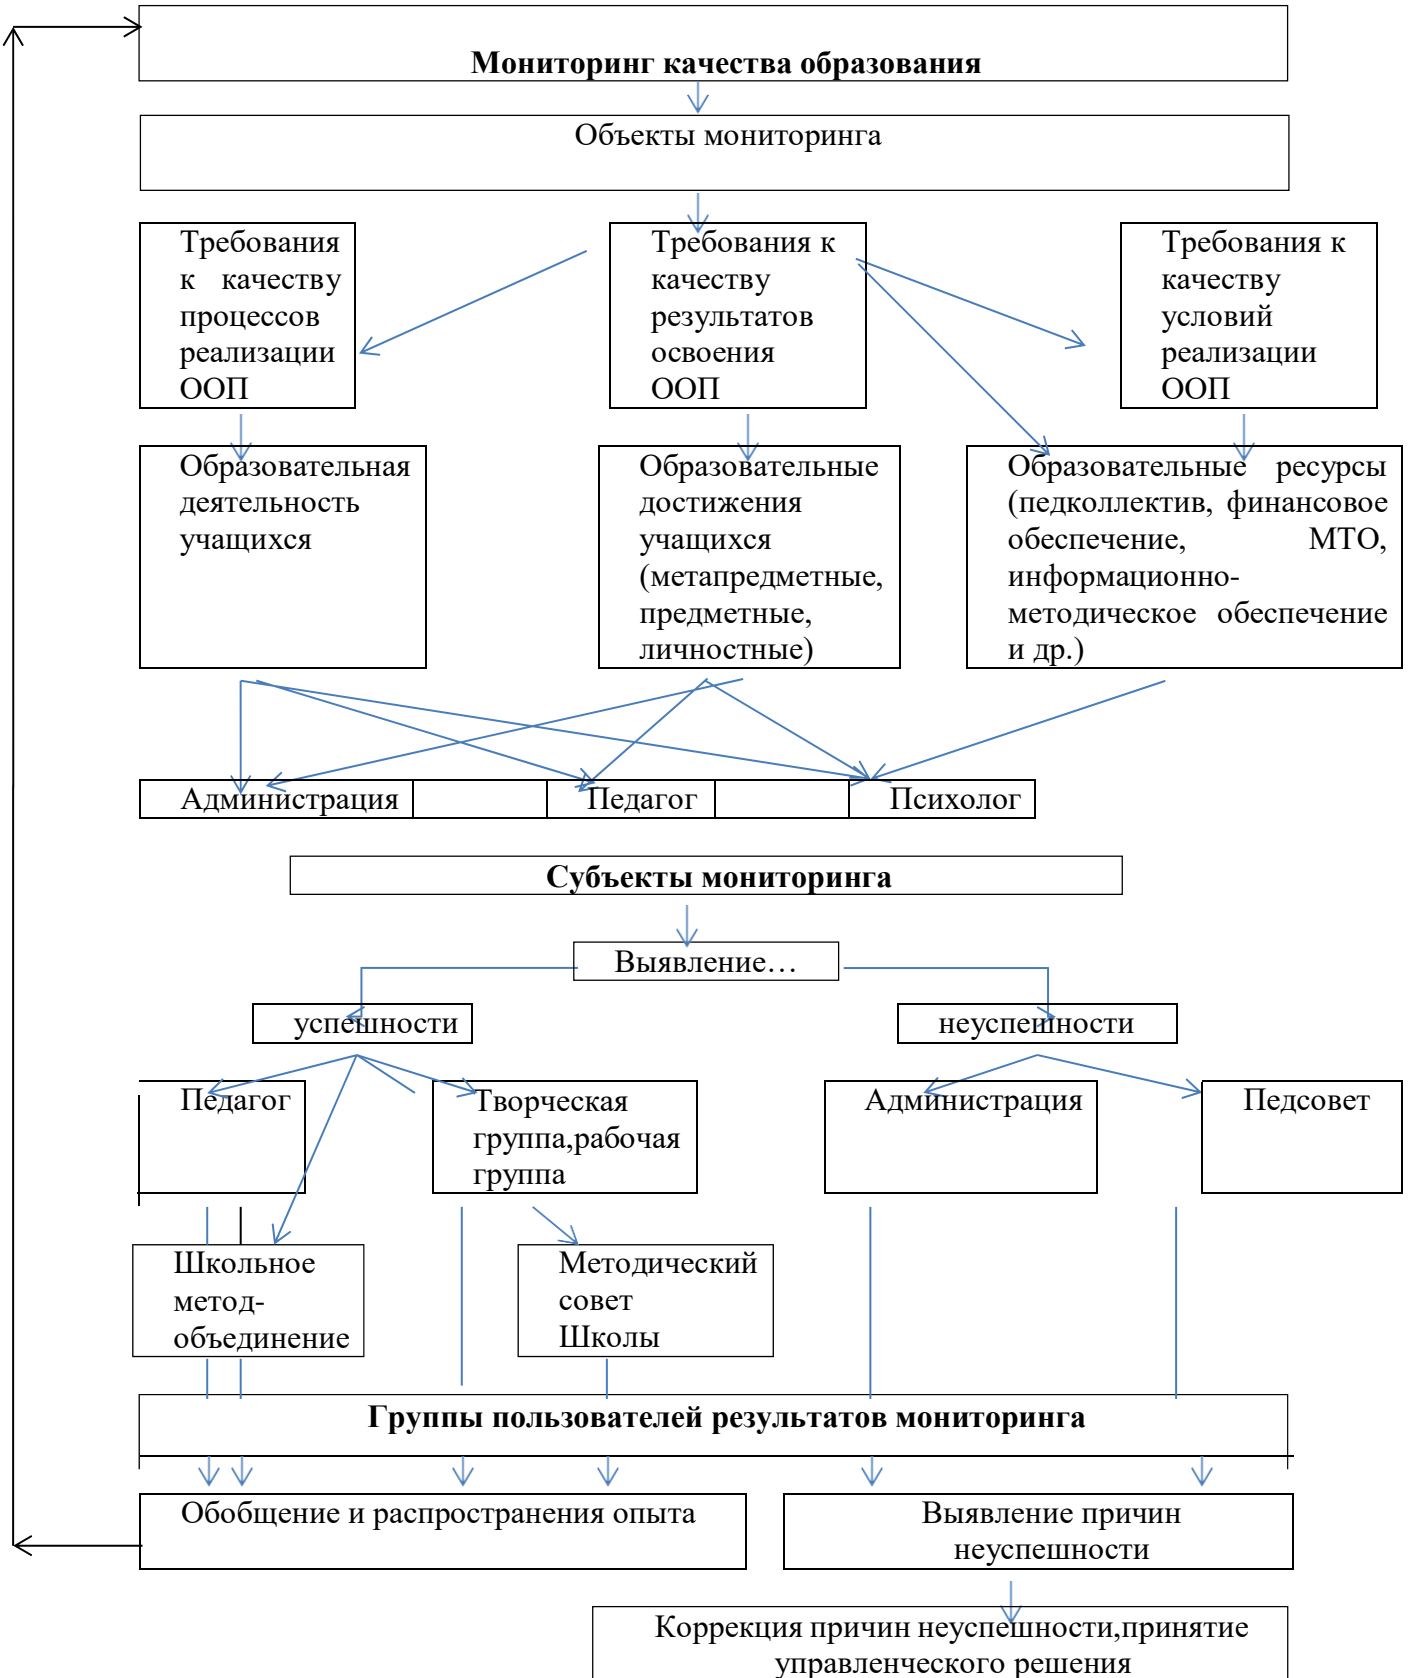 Мониторинг качества образования
Объекты мониторинга
Требования
к качеству
процессов
реализации
ООП
Требования к
качеству
результатов
освоения
ООП
Требования к
качеству
условий
реализации
ООП
Образовательная
деятельность
учащихся
Образовательные
достижения
учащихся
(метапредметные,
предметные,
личностные)
Образовательные ресурсы
(педколлектив, финансовое
обеспечение, МТО,
информационно-
методическое обеспечение
и др.)
Администрация
Педагог
Психолог
Субъекты мониторинга
Выявление…
успешности
неуспешности
Педагог
Творческая
группа,рабочая
группа
Администрация
Педсовет
Школьное
метод-
объединение
Методический
совет
Школы
Группы пользователей результатов мониторинга
Обобщение и распространения опыта
Выявление причин
неуспешности
Коррекция причин неуспешности,принятие
управленческого решения